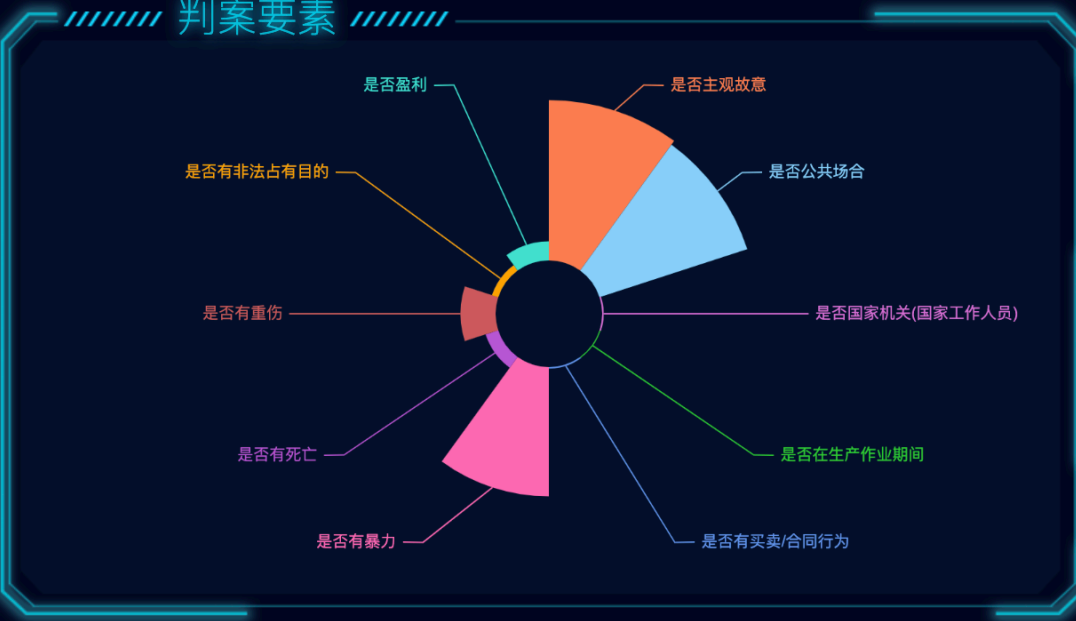 判案要素
是否盈利
是否主观故意
是否有非法占有目的
是否公共场合
是否有重伤
是否国家机关(国家工作人员)
是否有死亡
是否在生产作业期间
是否有暴力
是否有买卖/合同行为